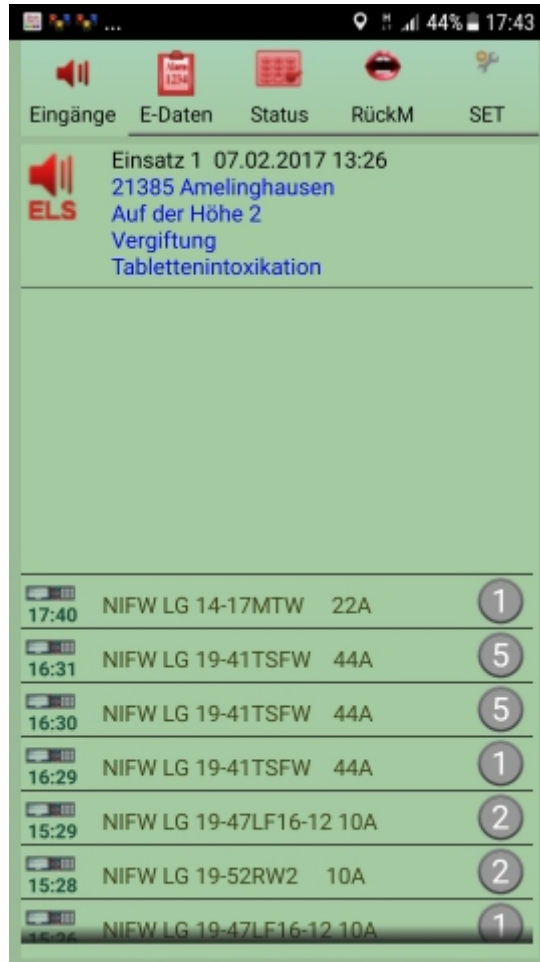 ... 44% 17:43
Eingänge E-Daten Status RückM SET
Einsatz 1 07.02.2017 13:26
ELS
21385 Amelinghausen
Auf der Höhe 2
Vergiftung
Tablettenintoxikation
17:40 NIFW LG 14-17MTW 22A 1
16:31 NIFW LG 19-41TSFW 44A 5
16:30 NIFW LG 19-41TSFW 44A 5
16:29 NIFW LG 19-41TSFW 44A 1
15:29 NIFW LG 19-47LF16-12 10A 2
15:28 NIFW LG 19-52RW2 10A 2
15:26 NIFW LG 19-47LF16-12 10A 1